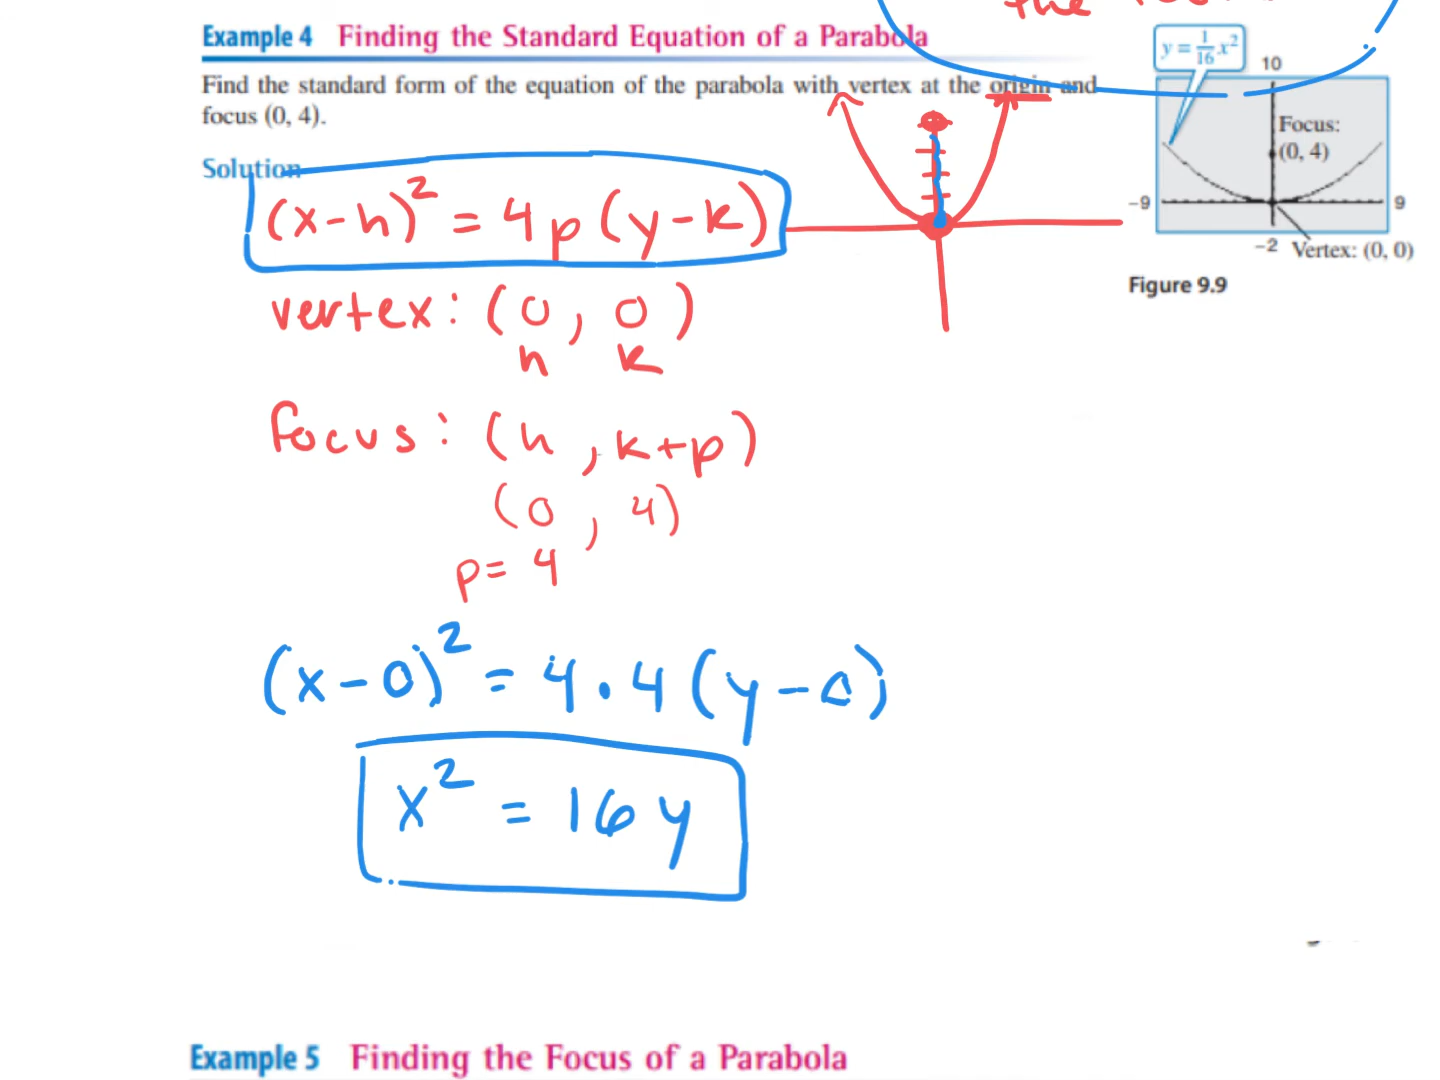 the
Example 4 Finding the Standard Equation of a Parabola
Find the standard form of the equation of the parabola with vertex at the origin and
focus (0, 4).
Solution
(x-h)² = 4p(y-k)
vertex: (0, 0)
h k
focus: (h, k+p)
(0, 4)
p= 4
(x-0)² = 4·4(y-0)
x² = 16y
y = 1/16 x²
10
Focus:
(0, 4)
-9
9
-2
Vertex: (0, 0)
Figure 9.9
Example 5 Finding the Focus of a Parabola